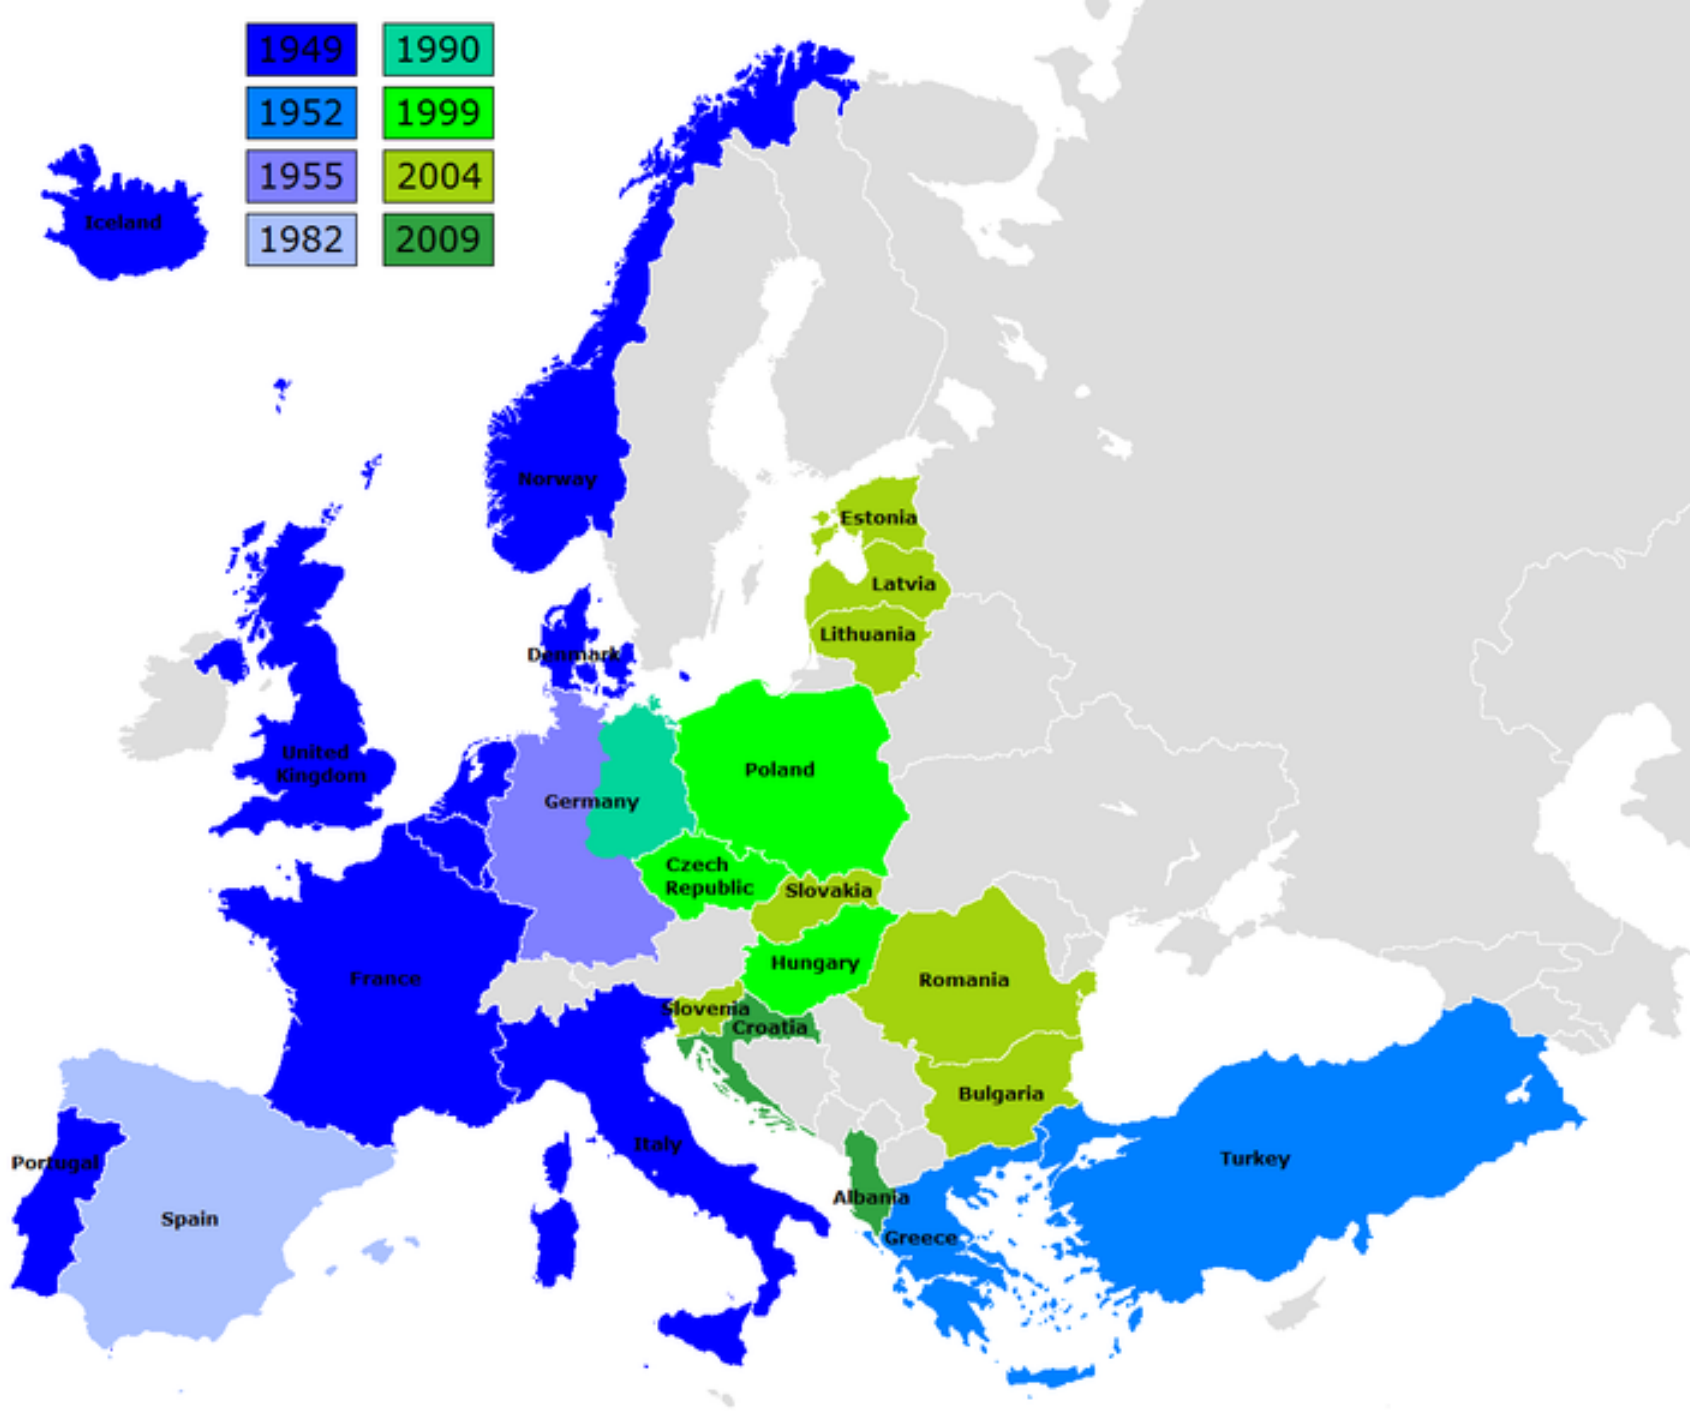 1949 1990
1952 1999
1955 2004
1982 2009
Iceland
Norway
Estonia
Latvia
Lithuania
Denmark
United
Kingdom
Poland
Germany
Czech
Republic
Slovakia
France
Hungary
Romania
Slovenia
Croatia
Bulgaria
Italy
Portugal
Turkey
Albania
Spain
Greece